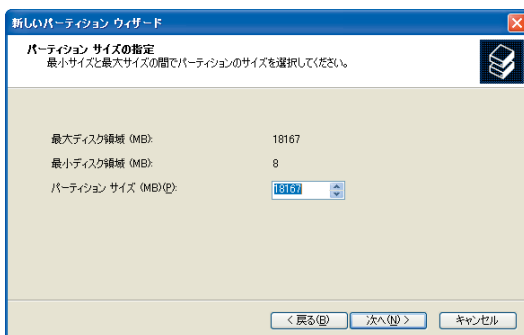 新しいパーティション ウィザード
パーティション サイズの指定
最小サイズと最大サイズの間でパーティションのサイズを選択してください。
最大ディスク領域 (MB): 18167
最小ディスク領域 (MB): 8
パーティション サイズ (MB)(P): 18167
< 戻る(B) 次へ(N) > キャンセル